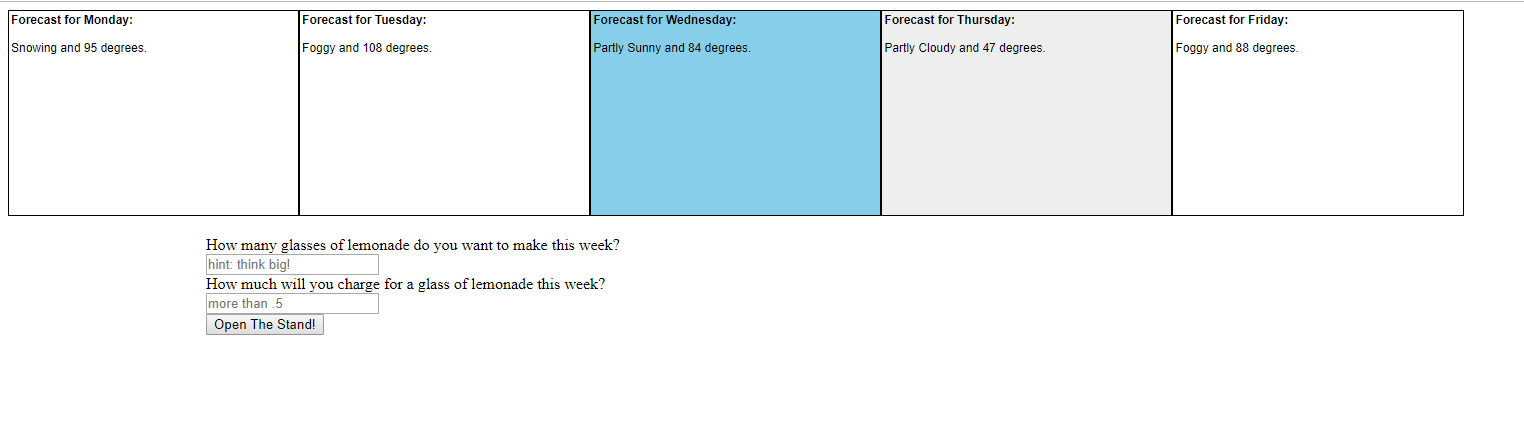 Forecast for Monday:
Snowing and 95 degrees.
Forecast for Tuesday:
Foggy and 108 degrees.
Forecast for Wednesday:
Partly Sunny and 84 degrees.
Forecast for Thursday:
Partly Cloudy and 47 degrees.
Forecast for Friday:
Foggy and 88 degrees.
How many glasses of lemonade do you want to make this week?
hint: think big!
How much will you charge for a glass of lemonade this week?
more than .5
Open The Stand!